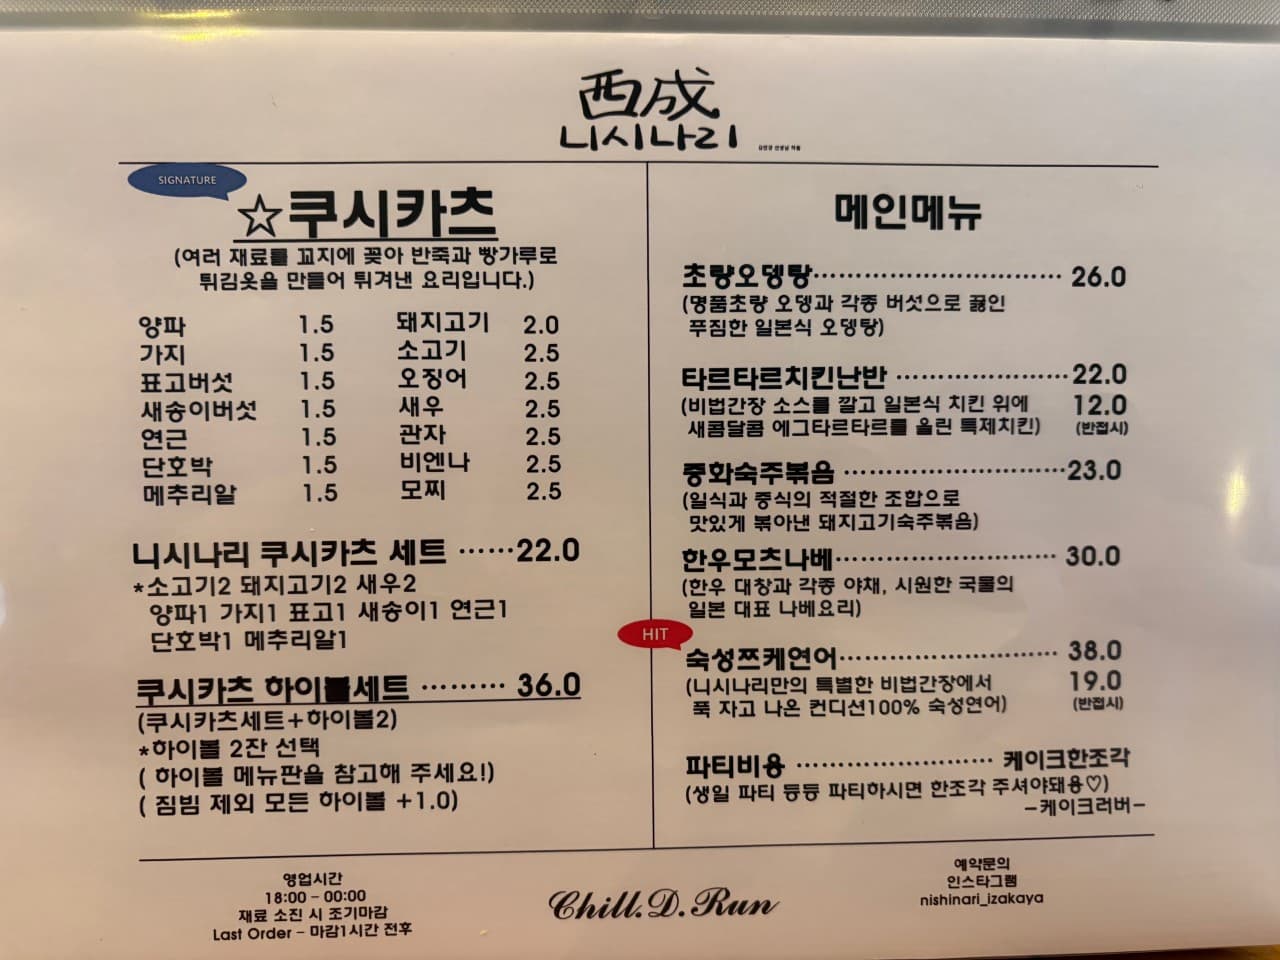 西成
니시나리
SIGNATURE
☆쿠시카츠
(여러 재료를 꼬지에 꽂아 반죽과 빵가루로
튀김옷을 만들어 튀겨낸 요리입니다.)
양파 1.5 돼지고기 2.0
가지 1.5 소고기 2.5
표고버섯 1.5 오징어 2.5
새송이버섯 1.5 새우 2.5
연근 1.5 관자 2.5
단호박 1.5 비엔나 2.5
메추리알 1.5 모찌 2.5
니시나리 쿠시카츠 세트 ······22.0
*소고기2 돼지고기2 새우2
양파1 가지1 표고1 새송이1 연근1
단호박1 메추리알1
쿠시카츠 하이볼세트 ········· 36.0
(쿠시카츠세트+하이볼2)
*하이볼 2잔 선택
( 하이볼 메뉴판을 참고해 주세요!)
( 짐빔 제외 모든 하이볼 +1.0)
메인메뉴
초량오뎅탕······························ 26.0
(명품초량 오뎅과 각종 버섯으로 끓인
푸짐한 일본식 오뎅탕)
타르타르치킨난반 ·····················22.0
(비법간장 소스를 깔고 일본식 치킨 위에 12.0
새콤달콤 에그타르타르를 올린 특제치킨) (반접시)
중화숙주볶음 ···························23.0
(일식과 중식의 적절한 조합으로
맛있게 볶아낸 돼지고기숙주볶음)
한우모츠나베··························· 30.0
(한우 대창과 각종 야채, 시원한 국물의
일본 대표 나베요리)
HIT
숙성쯔케연어··························· 38.0
(니시나리만의 특별한 비법간장에서 19.0
푹 자고 나온 컨디션100% 숙성연어) (반접시)
파티비용 ························ 케이크한조각
(생일 파티 등등 파티하시면 한조각 주셔야돼용♡)
-케이크러버-
영업시간
18:00 - 00:00
재료 소진 시 조기마감
Last Order - 마감1시간 전후
Chill.D.Run
예약문의
인스타그램
nishinari_izakaya